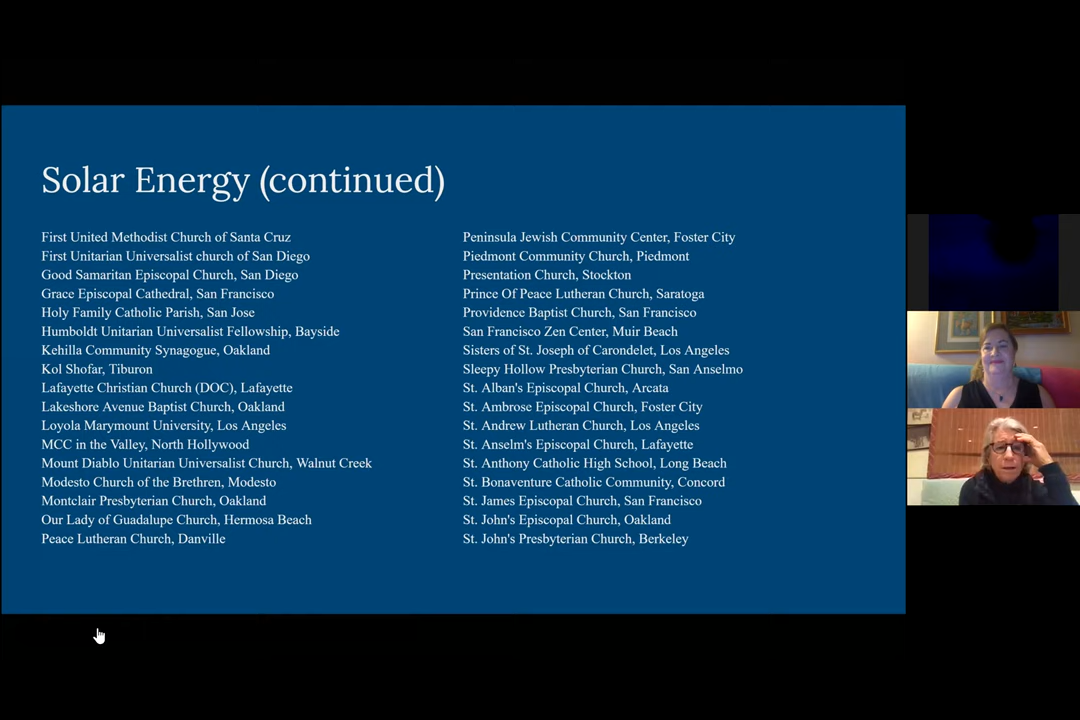 Solar Energy (continued)
First United Methodist Church of Santa Cruz
First Unitarian Universalist church of San Diego
Good Samaritan Episcopal Church, San Diego
Grace Episcopal Cathedral, San Francisco
Holy Family Catholic Parish, San Jose
Humboldt Unitarian Universalist Fellowship, Bayside
Kehilla Community Synagogue, Oakland
Kol Shofar, Tiburon
Lafayette Christian Church (DOC), Lafayette
Lakeshore Avenue Baptist Church, Oakland
Loyola Marymount University, Los Angeles
MCC in the Valley, North Hollywood
Mount Diablo Unitarian Universalist Church, Walnut Creek
Modesto Church of the Brethren, Modesto
Montclair Presbyterian Church, Oakland
Our Lady of Guadalupe Church, Hermosa Beach
Peace Lutheran Church, Danville
Peninsula Jewish Community Center, Foster City
Piedmont Community Church, Piedmont
Presentation Church, Stockton
Prince Of Peace Lutheran Church, Saratoga
Providence Baptist Church, San Francisco
San Francisco Zen Center, Muir Beach
Sisters of St. Joseph of Carondelet, Los Angeles
Sleepy Hollow Presbyterian Church, San Anselmo
St. Alban's Episcopal Church, Arcata
St. Ambrose Episcopal Church, Foster City
St. Andrew Lutheran Church, Los Angeles
St. Anselm's Episcopal Church, Lafayette
St. Anthony Catholic High School, Long Beach
St. Bonaventure Catholic Community, Concord
St. James Episcopal Church, San Francisco
St. John's Episcopal Church, Oakland
St. John's Presbyterian Church, Berkeley